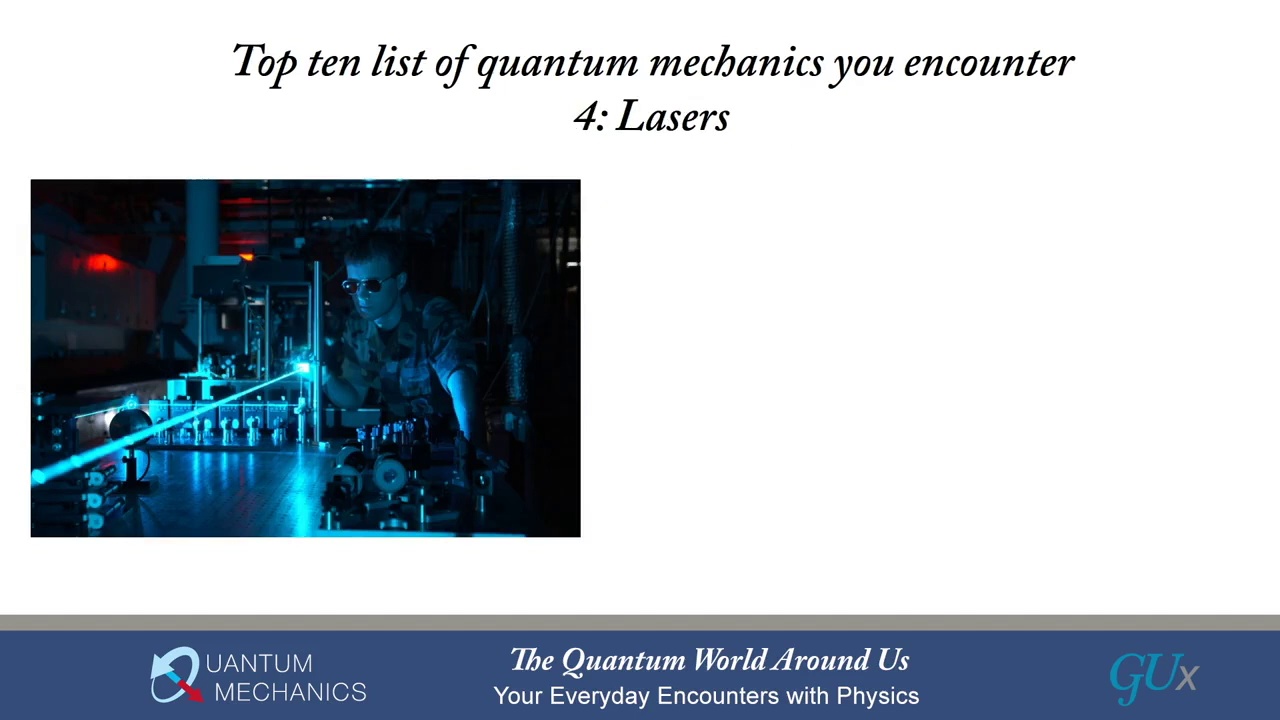 Top ten list of quantum mechanics you encounter
4: Lasers
QUANTUM
MECHANICS
The Quantum World Around Us
Your Everyday Encounters with Physics
GUx